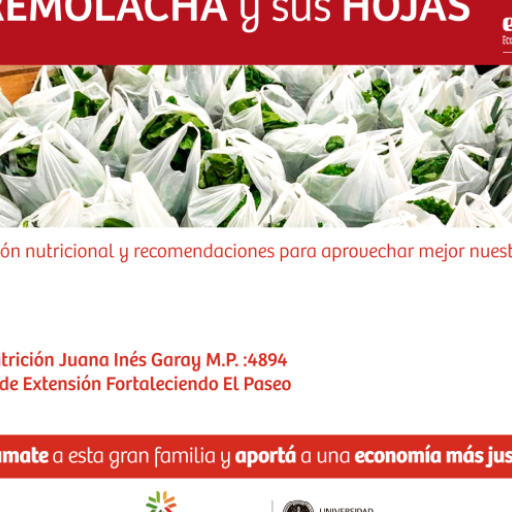 REMOLACHA y sus HOJAS
ón nutricional y recomendaciones para aprovechar mejor nuest
trición Juana Inés Garay M.P. :4894
de Extensión Fortaleciendo El Paseo
umate a esta gran familia y aportá a una economía más jus
UNIVERSIDAD